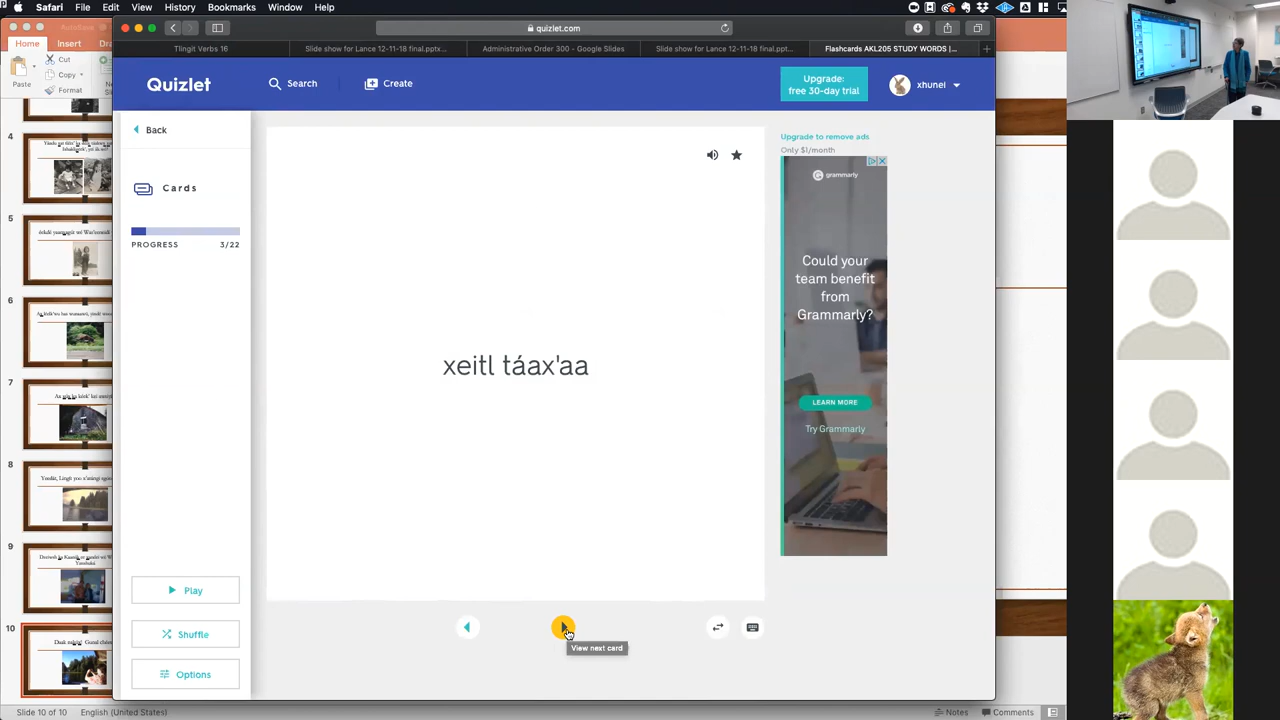 Safari File Edit View History Bookmarks Window Help
quizlet.com
Tlingit Verbs 16
Slide show for Lance 12-11-18 final.pptx...
Administrative Order 300 - Google Slides
Slide show for Lance 12-11-18 final.ppt...
Flashcards AKL205 STUDY WORDS | ...
Home Insert
Paste
Cut
Copy
Format
Quizlet
Search
Create
Upgrade:
free 30-day trial
xhunei
Back
Cards
PROGRESS 3/22
xeitl táax'aa
Upgrade to remove ads
Only $1/month
grammarly
Could your
team benefit
from
Grammarly?
LEARN MORE
Try Grammarly
Play
Shuffle
Options
View next card
4
5
6
7
8
9
10
Slide 10 of 10 English (United States)
Notes Comments